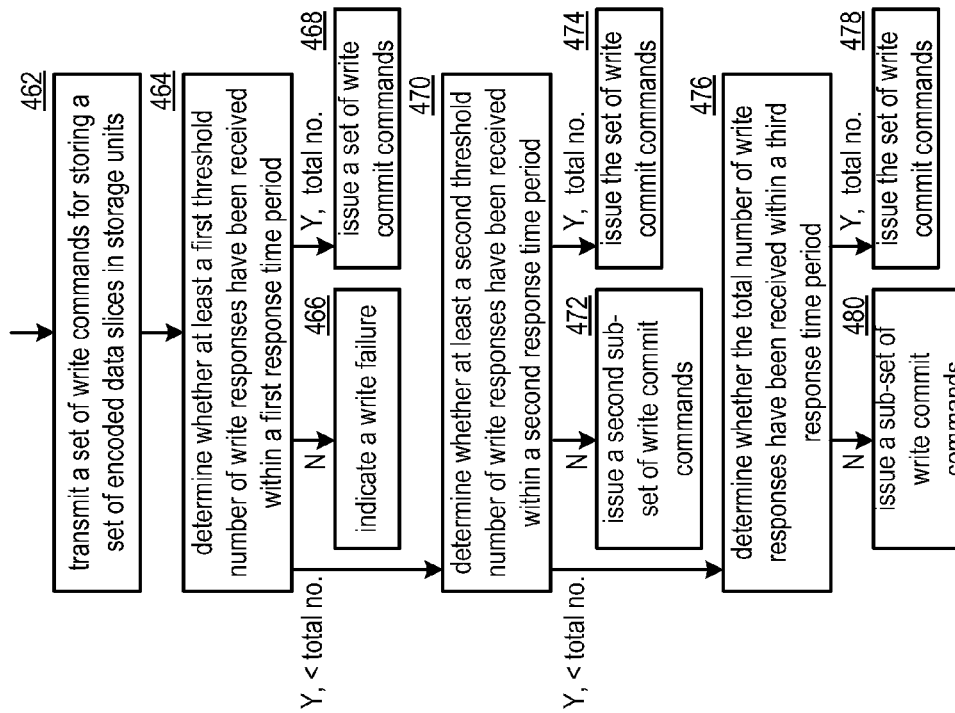 462
transmit a set of write commands for storing a
set of encoded data slices in storage units
464
determine whether at least a first threshold
number of write responses have been received
within a first response time period
N
Y, total no.
Y, < total no.
466
indicate a write failure
468
issue a set of write
commit commands
470
determine whether at least a second threshold
number of write responses have been received
within a second response time period
N
Y, total no.
Y, < total no.
472
issue a second sub-
set of write commit
commands
474
issue the set of write
commit commands
476
determine whether the total number of write
responses have been received within a third
response time period
N
Y, total no.
480
issue a sub-set of
write commit
commands
478
issue the set of write
commit commands